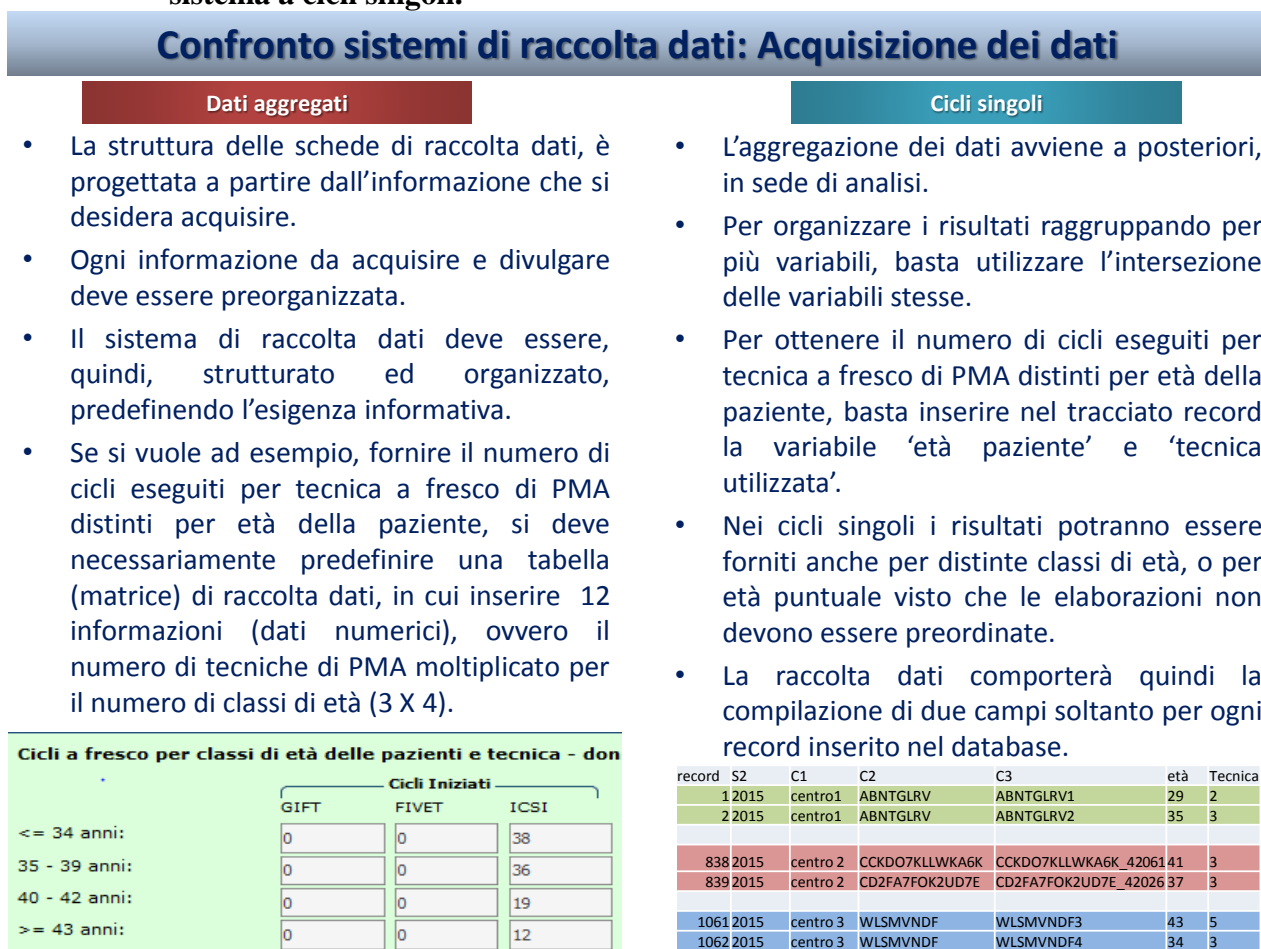 sistema a cicli singoli.
Confronto sistemi di raccolta dati: Acquisizione dei dati
Dati aggregati
• La struttura delle schede di raccolta dati, è
progettata a partire dall'informazione che si
desidera acquisire.
• Ogni informazione da acquisire e divulgare
deve essere preorganizzata.
• Il sistema di raccolta dati deve essere,
quindi, strutturato ed organizzato,
predefinendo l'esigenza informativa.
• Se si vuole ad esempio, fornire il numero di
cicli eseguiti per tecnica a fresco di PMA
distinti per età della paziente, si deve
necessariamente predefinire una tabella
(matrice) di raccolta dati, in cui inserire 12
informazioni (dati numerici), ovvero il
numero di tecniche di PMA moltiplicato per
il numero di classi di età (3 X 4).
Cicli a fresco per classi di età delle pazienti e tecnica - don
Cicli Iniziati
GIFT FIVET ICSI
<= 34 anni: 0 0 38
35 - 39 anni: 0 0 36
40 - 42 anni: 0 0 19
>= 43 anni: 0 0 12
Cicli singoli
• L'aggregazione dei dati avviene a posteriori,
in sede di analisi.
• Per organizzare i risultati raggruppando per
più variabili, basta utilizzare l'intersezione
delle variabili stesse.
• Per ottenere il numero di cicli eseguiti per
tecnica a fresco di PMA distinti per età della
paziente, basta inserire nel tracciato record
la variabile 'età paziente' e 'tecnica
utilizzata'.
• Nei cicli singoli i risultati potranno essere
forniti anche per distinte classi di età, o per
età puntuale visto che le elaborazioni non
devono essere preordinate.
• La raccolta dati comporterà quindi la
compilazione di due campi soltanto per ogni
record inserito nel database.
record S2 C1 C2 C3 età Tecnica
1 2015 centro1 ABNTGLRV ABNTGLRV1 29 2
2 2015 centro1 ABNTGLRV ABNTGLRV2 35 3
838 2015 centro 2 CCKDO7KLLWKA6K CCKDO7KLLWKA6K_42061 41 3
839 2015 centro 2 CD2FA7FOK2UD7E CD2FA7FOK2UD7E_42026 37 3
1061 2015 centro 3 WLSMVNDF WLSMVNDF3 43 5
1062 2015 centro 3 WLSMVNDF WLSMVNDF4 34 3